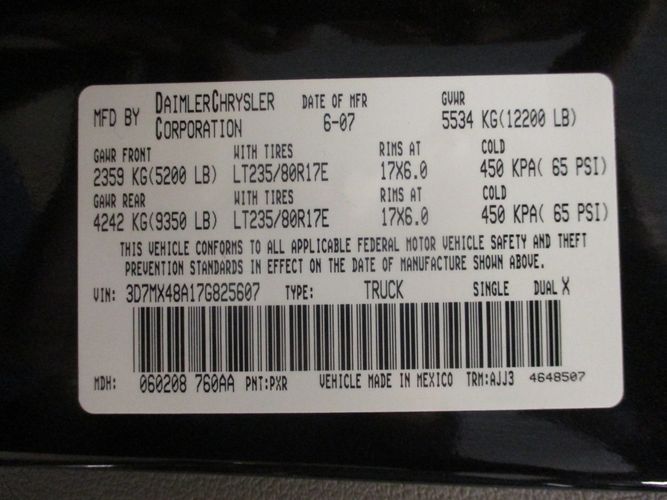 MFD BY DAIMLERCHRYSLER CORPORATION DATE OF MFR 6-07 GVWR 5534 KG(12200 LB)
GAWR FRONT WITH TIRES RIMS AT COLD
2359 KG(5200 LB) LT235/80R17E 17X6.0 450 KPA( 65 PSI)
GAWR REAR WITH TIRES RIMS AT COLD
4242 KG(9350 LB) LT235/80R17E 17X6.0 450 KPA( 65 PSI)
THIS VEHICLE CONFORMS TO ALL APPLICABLE FEDERAL MOTOR VEHICLE SAFETY AND THEFT
PREVENTION STANDARDS IN EFFECT ON THE DATE OF MANUFACTURE SHOWN ABOVE.
VIN: 3D7MX48A17G825607 TYPE: TRUCK SINGLE DUAL X
MDH: 060208 760AA PNT:PXR VEHICLE MADE IN MEXICO TRM:AJJ3 4648507